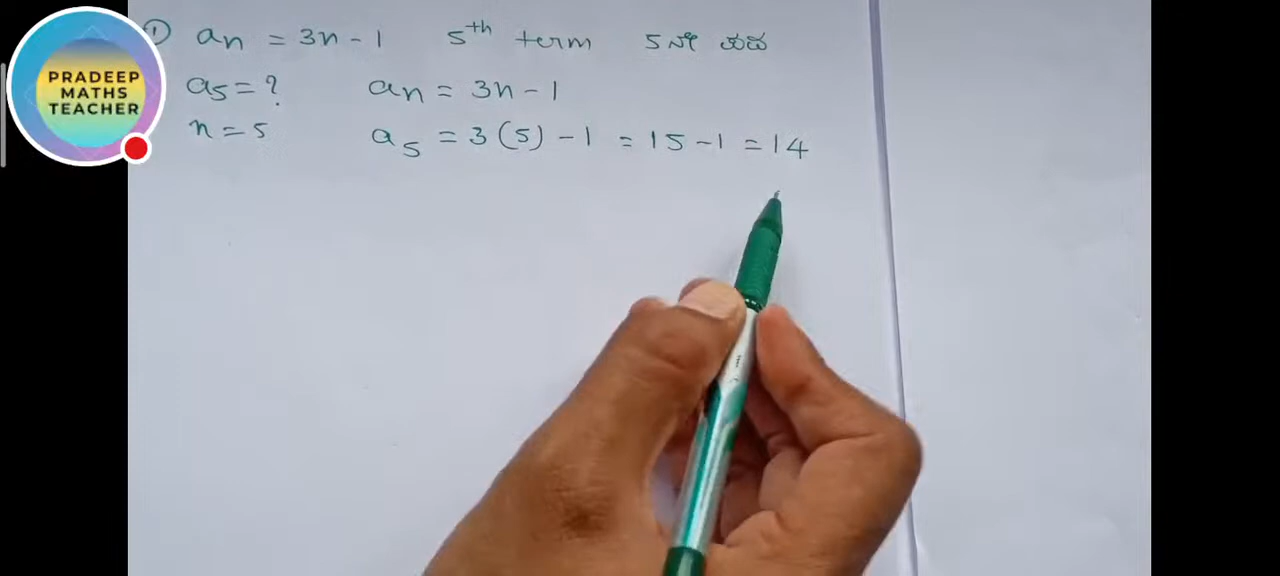 PRADEEP
MATHS
TEACHER
① an = 3n - 1 5th term 5ನೇ ಪದ
a5 = ? an = 3n - 1
n = 5 a5 = 3(5) - 1 = 15 - 1 = 14